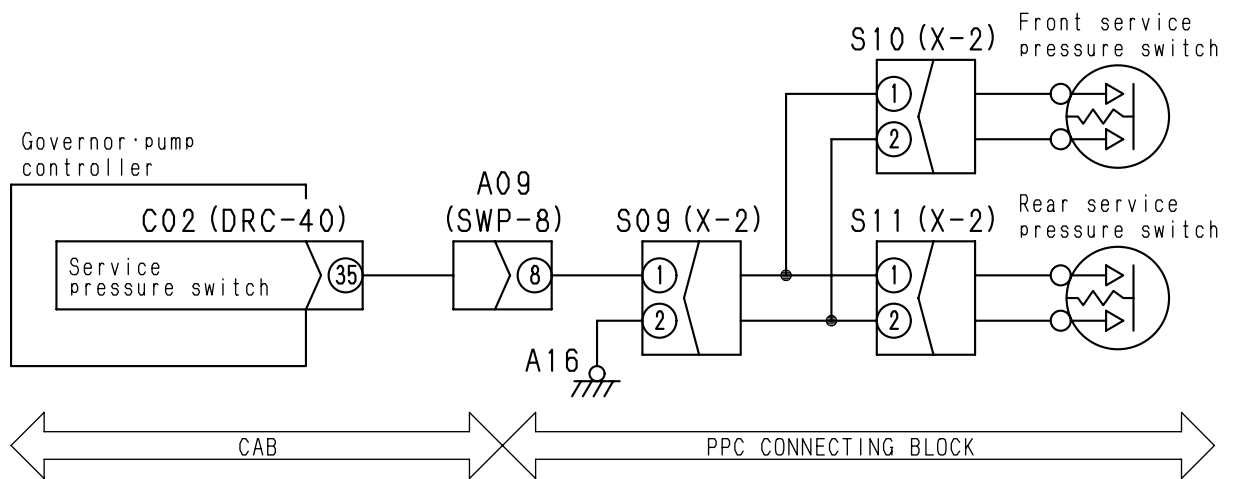 Front service
pressure switch
S10 (X-2)
1
2
Governor·pump
controller
C02 (DRC-40)
Service
pressure switch
35
A09
(SWP-8)
8
S09 (X-2)
1
2
A16
S11 (X-2)
1
2
Rear service
pressure switch
CAB
PPC CONNECTING BLOCK